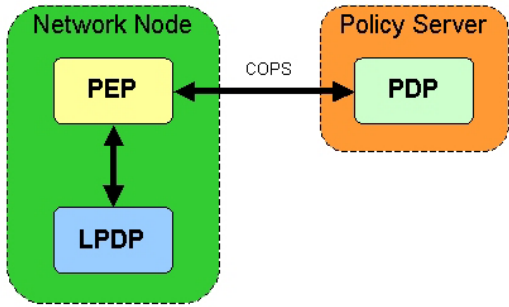 Network Node
Policy Server
PEP
COPS
PDP
LPDP